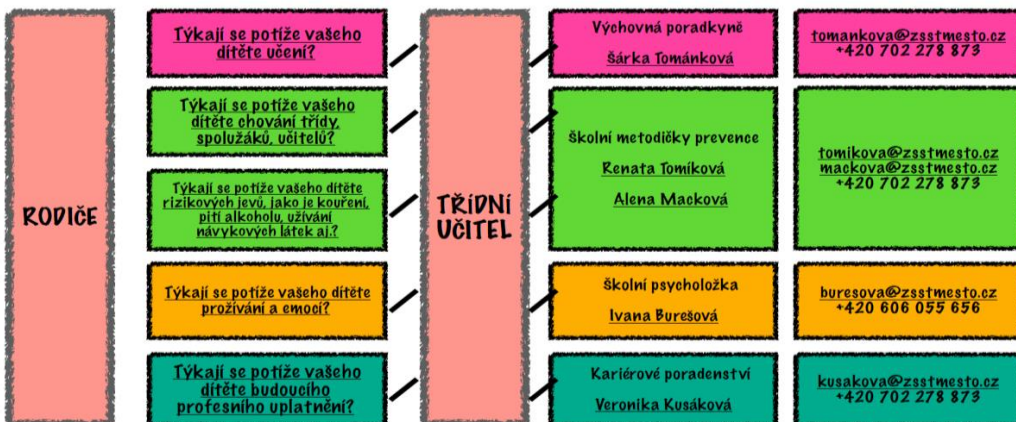 RODIČE
Týkají se potíže vašeho
dítěte učení?
Týkají se potíže vašeho
dítěte chování třídy,
spolužáků, učitelů?
Týkají se potíže vašeho dítěte
rizikových jevů, jako je kouření,
pití alkoholu, užívání
návykových látek aj.?
Týkají se potíže vašeho dítěte
prožívání a emocí?
Týkají se potíže vašeho
dítěte budoucího
profesního uplatnění?
TŘÍDNÍ
UČITEL
Výchovná poradkyně
Šárka Tománková
tomankova@zsstmesto.cz
+420 702 278 873
Školní metodičky prevence
Renata Tomíková
Alena Macková
tomikova@zsstmesto.cz
mackova@zsstmesto.cz
+420 702 278 873
Školní psycholožka
Ivana Burešová
buresova@zsstmesto.cz
+420 606 055 656
Kariérové poradenství
Veronika Kusáková
kusakova@zsstmesto.cz
+420 702 278 873